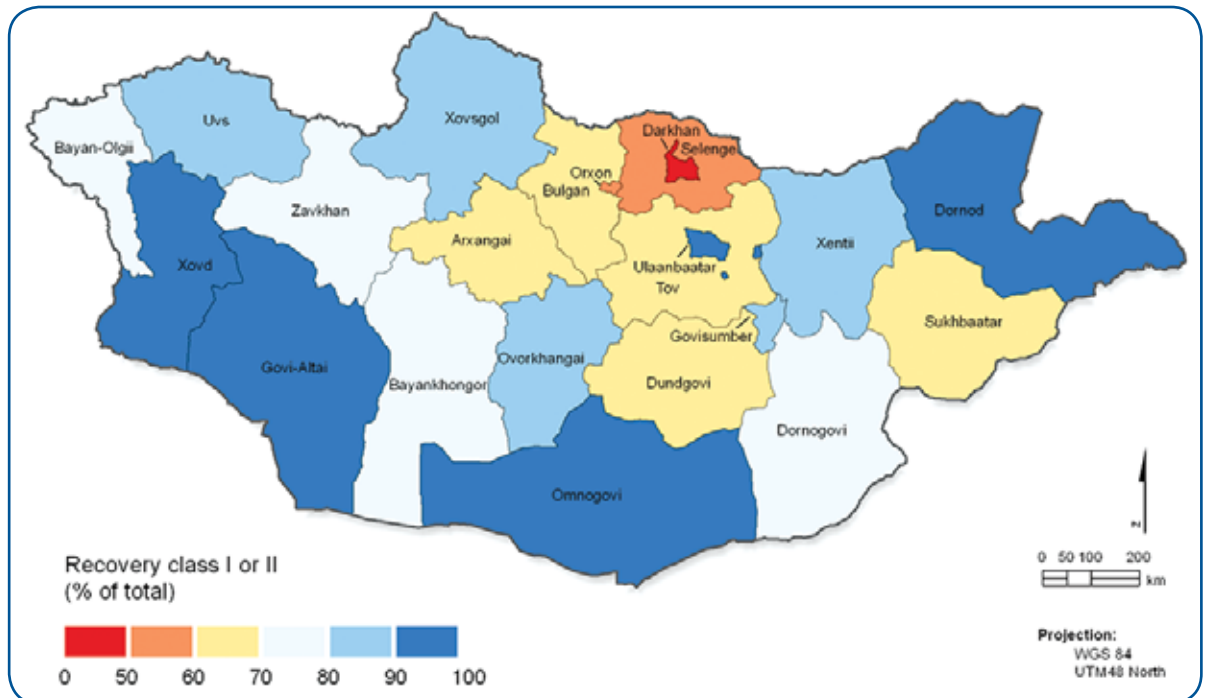 Bayan-Olgii
Uvs
Xovsgol
Darkhan
Selenge
Orxon
Bulgan
Zavkhan
Arxangai
Xovd
Dornod
Xentii
Ulaanbaatar
Tov
Govisumber
Sukhbaatar
Govi-Altai
Bayankhongor
Ovorkhangai
Dundgovi
Dornogovi
Omnogovi
N
Recovery class I or II
(% of total)
0 50 60 70 80 90 100
0 50 100 200
km
Projection:
WGS 84
UTM48 North